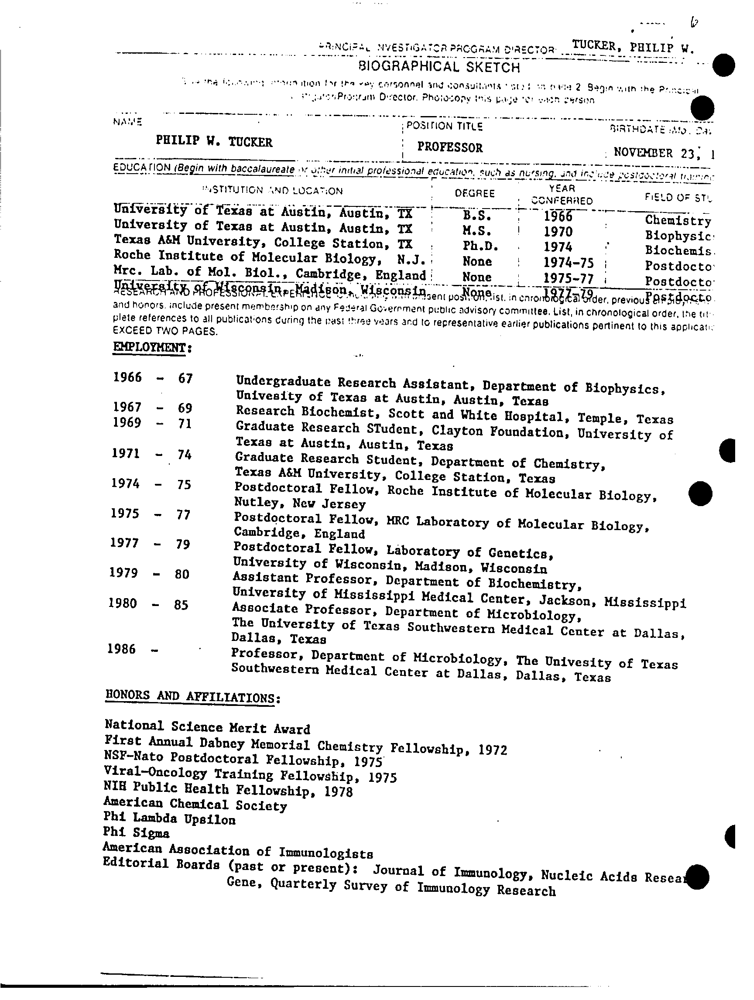 6
PRINCIPAL INVESTIGATOR PROGRAM DIRECTOR: TUCKER, PHILIP W.
BIOGRAPHICAL SKETCH
Give the following information for the key personnel and consultants listed on page 2. Begin with the Principal
Investigator/Program Director. Photocopy this page for each person.
NAME POSITION TITLE BIRTHDATE (Mo., Da
PHILIP W. TUCKER PROFESSOR NOVEMBER 23, 1
EDUCATION (Begin with baccalaureate or other initial professional education, such as nursing, and include postdoctoral training
INSTITUTION AND LOCATION DEGREE YEAR CONFERRED FIELD OF STU
University of Texas at Austin, Austin, TX B.S. 1966 Chemistry
University of Texas at Austin, Austin, TX M.S. 1970 Biophysic
Texas A&M University, College Station, TX Ph.D. 1974 Biochemis
Roche Institute of Molecular Biology, N.J. None 1974-75 Postdocto
Mrc. Lab. of Mol. Biol., Cambridge, England None 1975-77 Postdocto
University of Wisconsin, Madison, Wisconsin None 1977-79 Postdocto
RESEARCH AND PROFESSIONAL EXPERIENCE present position, list, in chronological order, previous employ
and honors. Include present membership on any Federal Government public advisory committee. List, in chronological order, the tit
plete references to all publications during the past three years and to representative earlier publications pertinent to this applicati
EXCEED TWO PAGES.
EMPLOYMENT:
1966 - 67 Undergraduate Research Assistant, Department of Biophysics,
Univesity of Texas at Austin, Austin, Texas
1967 - 69 Research Biochemist, Scott and White Hospital, Temple, Texas
1969 - 71 Graduate Research STudent, Clayton Foundation, University of
Texas at Austin, Austin, Texas
1971 - 74 Graduate Research Student, Department of Chemistry,
Texas A&M University, College Station, Texas
1974 - 75 Postdoctoral Fellow, Roche Institute of Molecular Biology,
Nutley, New Jersey
1975 - 77 Postdoctoral Fellow, MRC Laboratory of Molecular Biology,
Cambridge, England
1977 - 79 Postdoctoral Fellow, Laboratory of Genetics,
University of Wisconsin, Madison, Wisconsin
1979 - 80 Assistant Professor, Department of Biochemistry,
University of Mississippi Medical Center, Jackson, Mississippi
1980 - 85 Associate Professor, Department of Microbiology,
The University of Texas Southwestern Medical Center at Dallas,
Dallas, Texas
1986 - Professor, Department of Microbiology, The Univesity of Texas
Southwestern Medical Center at Dallas, Dallas, Texas
HONORS AND AFFILIATIONS:
National Science Merit Award
First Annual Dabney Memorial Chemistry Fellowship, 1972
NSF-Nato Postdoctoral Fellowship, 1975
Viral-Oncology Training Fellowship, 1975
NIH Public Health Fellowship, 1978
American Chemical Society
Phi Lambda Upsilon
Phi Sigma
American Association of Immunologists
Editorial Boards (past or present): Journal of Immunology, Nucleic Acids Resear
Gene, Quarterly Survey of Immunology Research